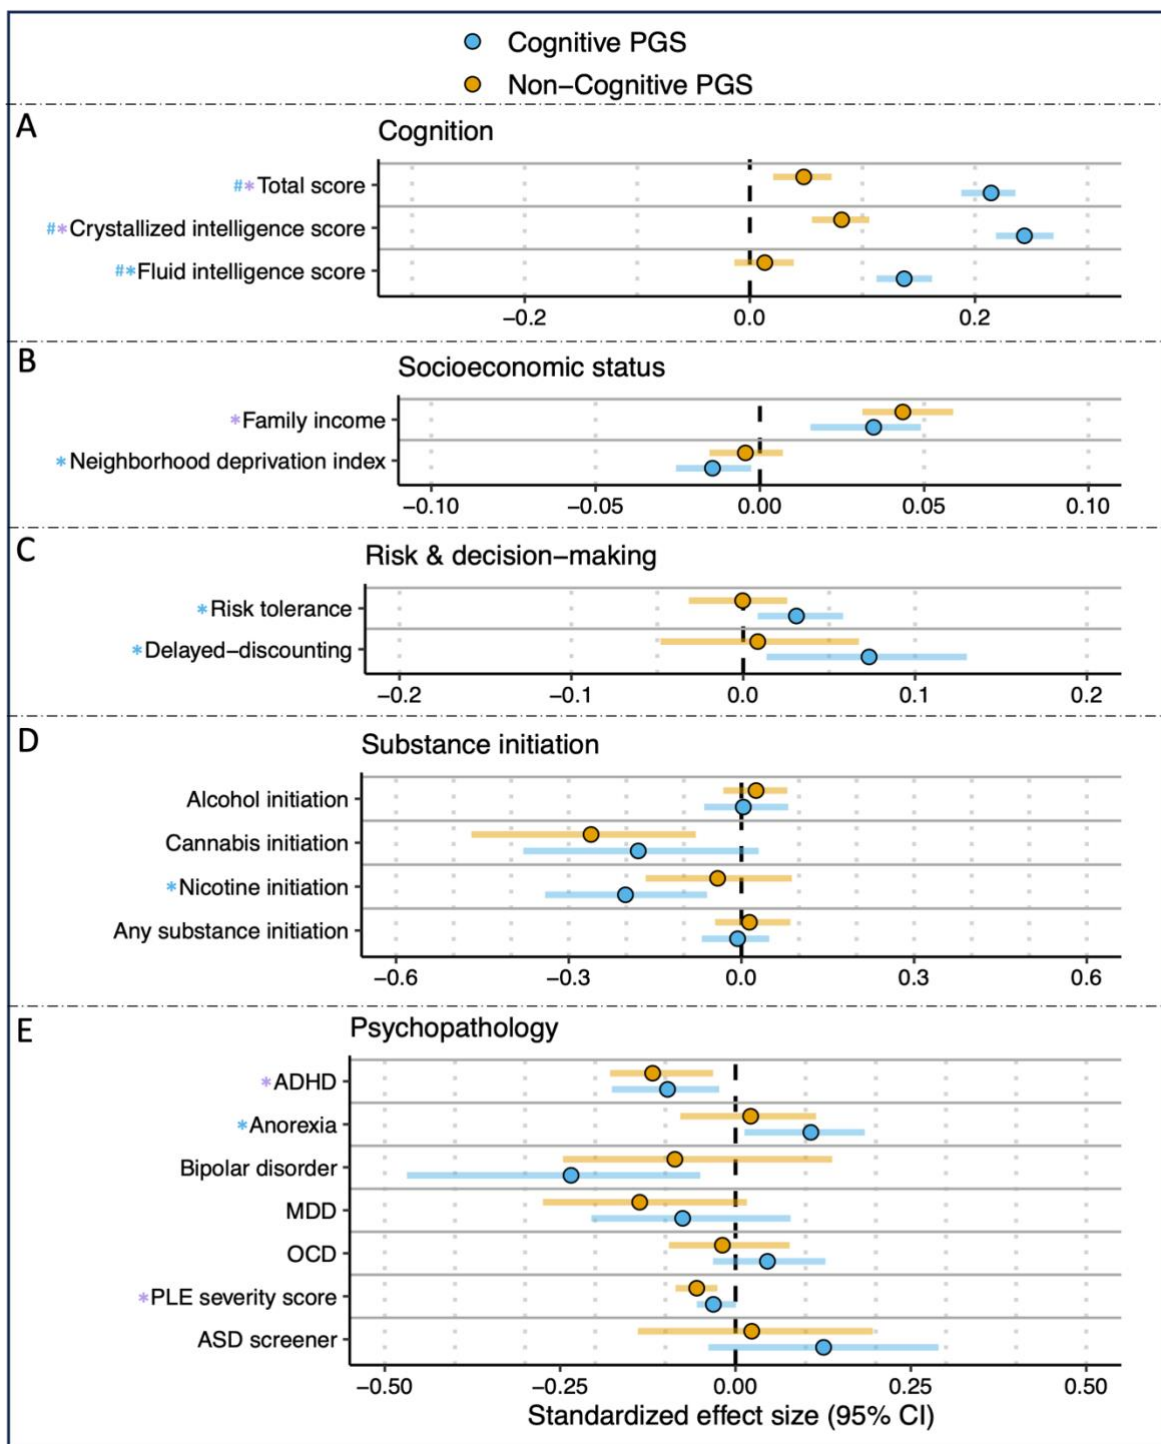 Cognitive PGS
Non−Cognitive PGS
A
Cognition
#*Total score
#*Crystallized intelligence score
#*Fluid intelligence score
−0.2 0.0 0.2
B
Socioeconomic status
*Family income
*Neighborhood deprivation index
−0.10 −0.05 0.00 0.05 0.10
C
Risk & decision−making
*Risk tolerance
*Delayed−discounting
−0.2 −0.1 0.0 0.1 0.2
D
Substance initiation
Alcohol initiation
Cannabis initiation
*Nicotine initiation
Any substance initiation
−0.6 −0.3 0.0 0.3 0.6
E
Psychopathology
*ADHD
*Anorexia
Bipolar disorder
MDD
OCD
*PLE severity score
ASD screener
−0.50 −0.25 0.00 0.25 0.50
Standardized effect size (95% CI)